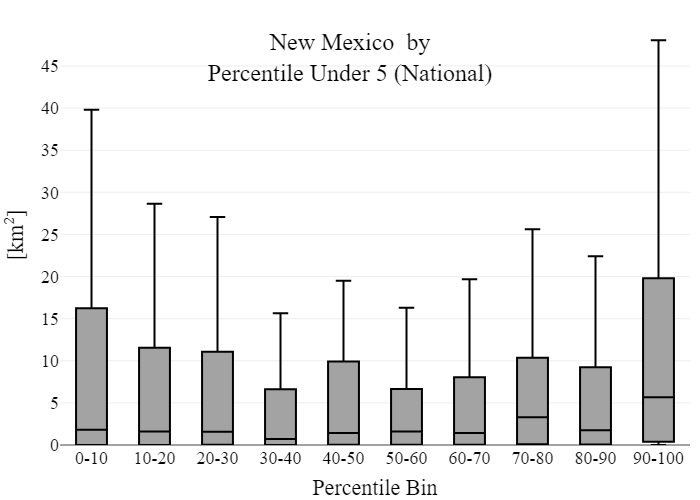 New Mexico by
Percentile Under 5 (National)
[km²]
45
40
35
30
25
20
15
10
5
0
0-10 10-20 20-30 30-40 40-50 50-60 60-70 70-80 80-90 90-100
Percentile Bin